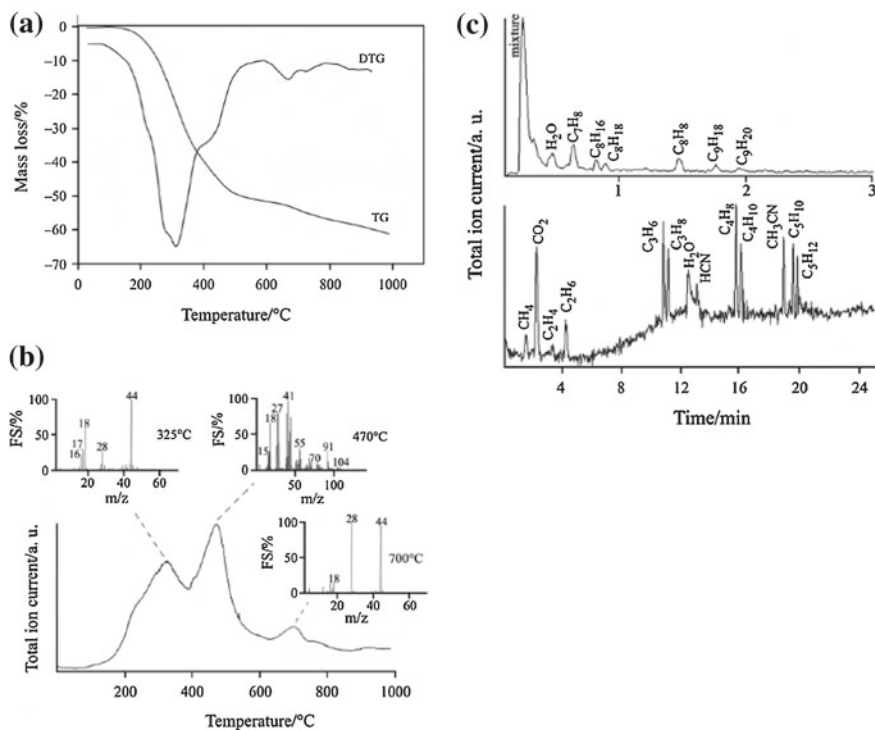 (a)
0
−10
−20
−30
−40
−50
−60
−70
Mass loss/%
DTG
TG
0 200 400 600 800 1000
Temperature/°C
(b)
FS/%
100
50
0
16
17
18
28
44
325°C
20 40 60
m/z
FS/%
100
50
0
15
18
27
41
55
70
91
104
470°C
50 100
m/z
FS/%
100
50
0
18
28
44
700°C
20 40 60
m/z
Total ion current/a. u.
200 400 600 800 1000
Temperature/°C
(c)
mixture
H₂O
C₇H₈
C₈H₁₆
C₈H₁₈
C₈H₈
C₉H₁₈
C₉H₂₀
1 2 3
Total ion current/a. u.
CH₄
CO₂
C₂H₄
C₂H₆
C₃H₆
C₃H₈
H₂O
HCN
C₄H₈
C₄H₁₀
CH₃CN
C₅H₁₀
C₅H₁₂
4 8 12 16 20 24
Time/min